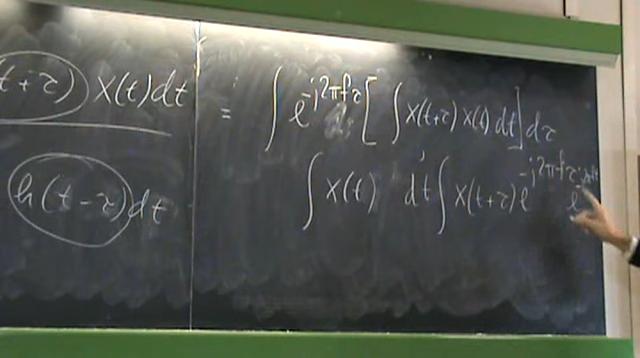 (t+τ) x(t) dt
= ∫ e^{-j2πfτ} [ ∫ x(t+τ) x(t) dt ] dτ
h(t-τ) dt
∫ x(t) dt ∫ x(t+τ) e^{-j2πfτ} e